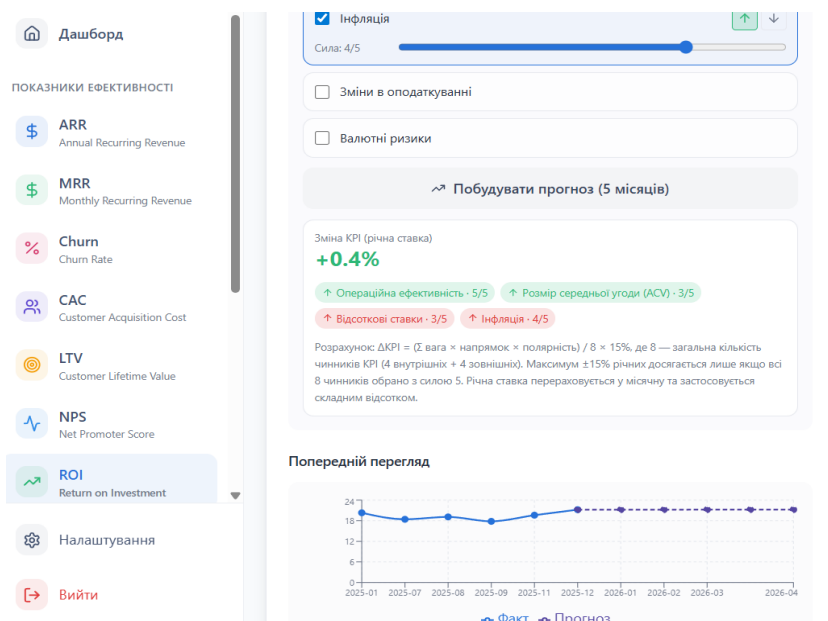 Дашборд
ПОКАЗНИКИ ЕФЕКТИВНОСТІ
ARR
Annual Recurring Revenue
MRR
Monthly Recurring Revenue
Churn
Churn Rate
CAC
Customer Acquisition Cost
LTV
Customer Lifetime Value
NPS
Net Promoter Score
ROI
Return on Investment
Налаштування
Вийти
Інфляція
Сила: 4/5
Зміни в оподаткуванні
Валютні ризики
Побудувати прогноз (5 місяців)
Зміна KPI (річна ставка)
+0.4%
↑ Операційна ефективність · 5/5 ↑ Розмір середньої угоди (ACV) · 3/5
↑ Відсоткові ставки · 3/5 ↑ Інфляція · 4/5
Розрахунок: ΔKPI = (Σ вага × напрямок × полярність) / 8 × 15%, де 8 — загальна кількість
чинників KPI (4 внутрішніх + 4 зовнішніх). Максимум ±15% річних досягається лише якщо всі
8 чинників обрано з силою 5. Річна ставка перераховується у місячну та застосовується
складним відсотком.
Попередній перегляд
24
18
12
6
0
2025-01 2025-07 2025-08 2025-09 2025-11 2025-12 2026-01 2026-02 2026-03 2026-04
Факт Прогноз